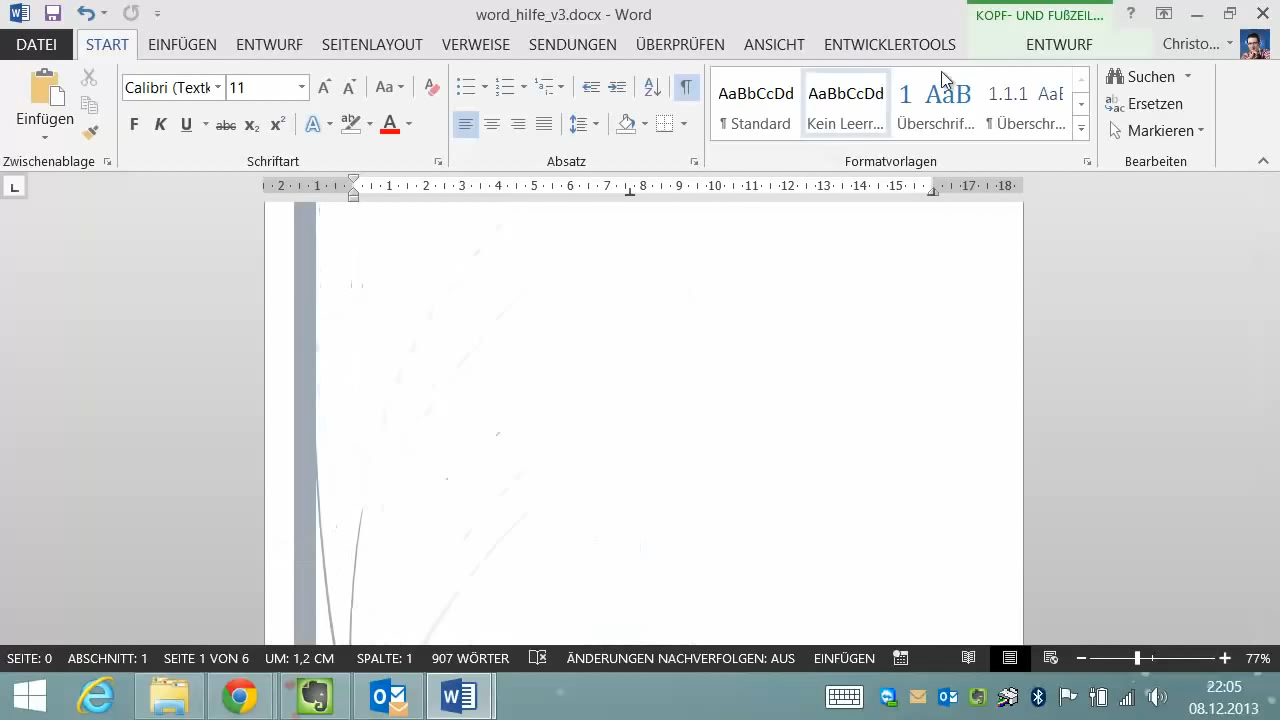 word_hilfe_v3.docx - Word
KOPF- UND FUßZEIL...
?
DATEI
START
EINFÜGEN
ENTWURF
SEITENLAYOUT
VERWEISE
SENDUNGEN
ÜBERPRÜFEN
ANSICHT
ENTWICKLERTOOLS
ENTWURF
Christo...
Einfügen
Calibri (Textk
11
Aa
F K U abc x₂ x² A ab A
AaBbCcDd
AaBbCcDd
1 AaB
1.1.1 AaE
¶ Standard
Kein Leerr...
Überschrif...
¶ Überschr...
Suchen
Ersetzen
Markieren
Zwischenablage
Schriftart
Absatz
Formatvorlagen
Bearbeiten
2 1 1 2 3 4 5 6 7 8 9 10 11 12 13 14 15 17 18
SEITE: 0
ABSCHNITT: 1
SEITE 1 VON 6
UM: 1,2 CM
SPALTE: 1
907 WÖRTER
ÄNDERUNGEN NACHVERFOLGEN: AUS
EINFÜGEN
77%
22:05
08.12.2013